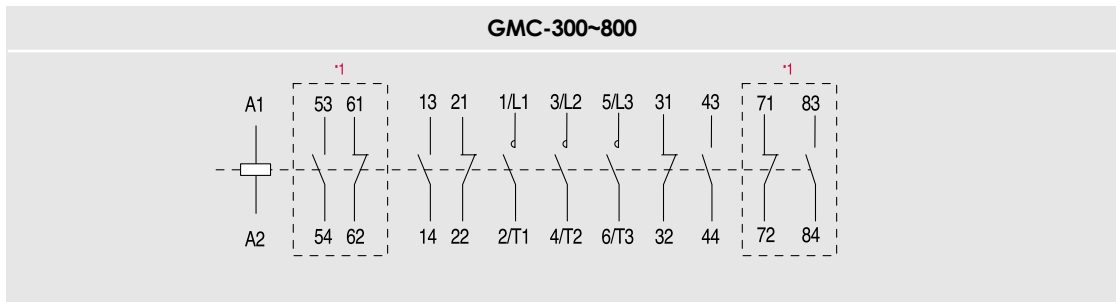 GMC-300~800
*1 *1
A1 53 61 13 21 1/L1 3/L2 5/L3 31 43 71 83
A2 54 62 14 22 2/T1 4/T2 6/T3 32 44 72 84